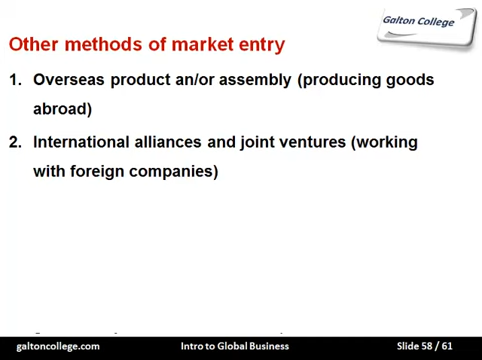 Galton College
Other methods of market entry
1. Overseas product an/or assembly (producing goods
abroad)
2. International alliances and joint ventures (working
with foreign companies)
galtoncollege.com Intro to Global Business Slide 58 / 61